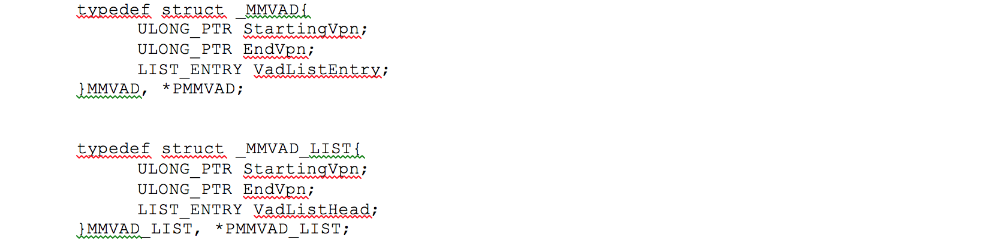 typedef struct _MMVAD{
ULONG_PTR StartingVpn;
ULONG_PTR EndVpn;
LIST_ENTRY VadListEntry;
}MMVAD, *PMMVAD;
typedef struct _MMVAD_LIST{
ULONG_PTR StartingVpn;
ULONG_PTR EndVpn;
LIST_ENTRY VadListHead;
}MMVAD_LIST, *PMMVAD_LIST;